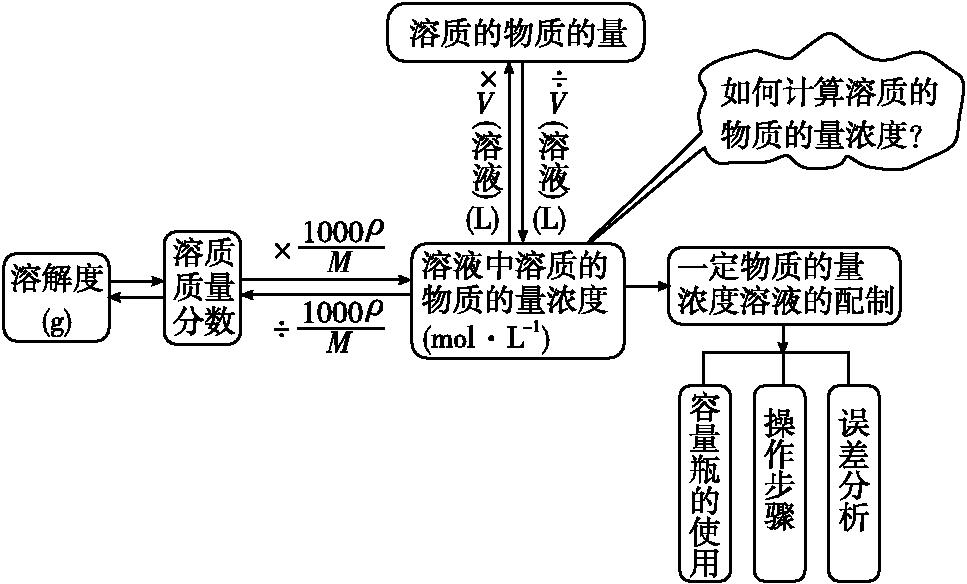 溶质的物质的量
×V(溶液)(L)
÷V(溶液)(L)
如何计算溶质的
物质的量浓度?
溶解度
(g)
溶质
质量
分数
×1000ρ/M
÷1000ρ/M
溶液中溶质的
物质的量浓度
(mol·L⁻¹)
一定物质的量
浓度溶液的配制
容量瓶的使用
操作步骤
误差分析